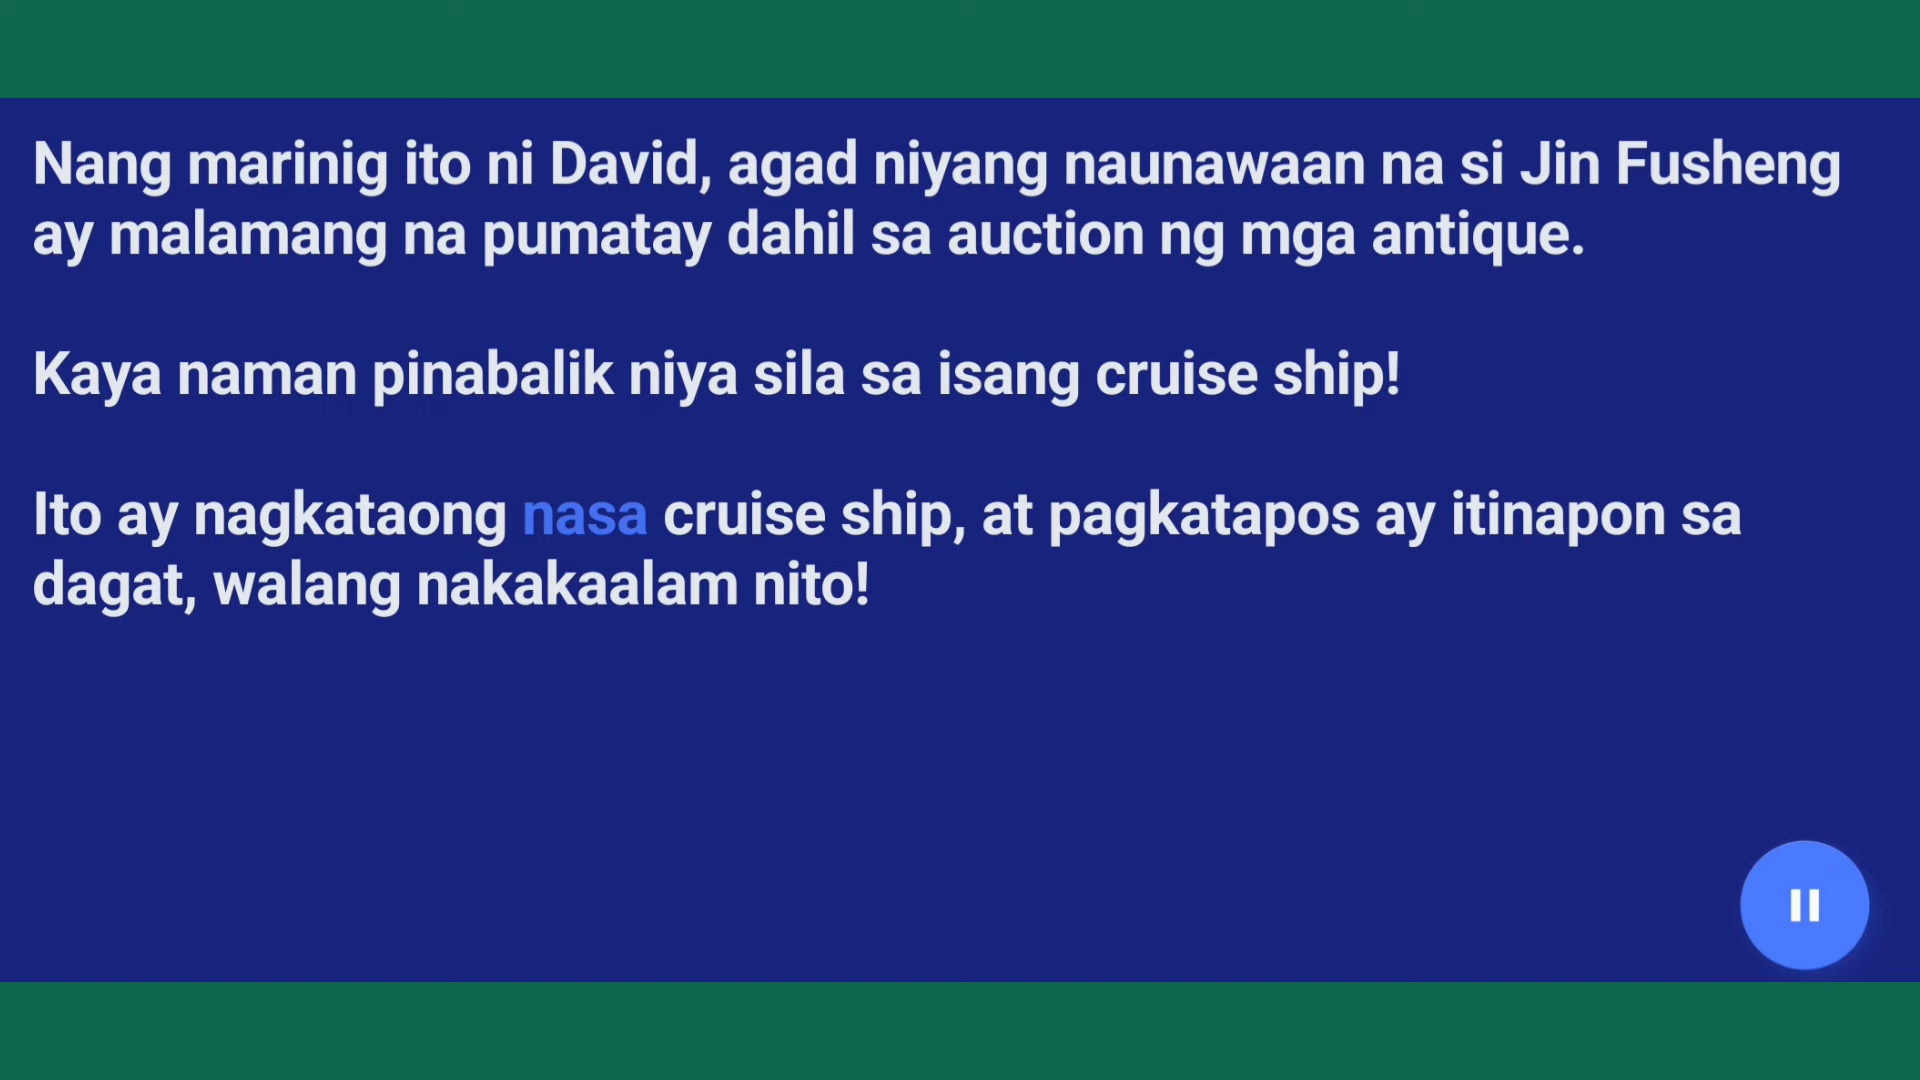 Nang marinig ito ni David, agad niyang naunawaan na si Jin Fusheng
ay malamang na pumatay dahil sa auction ng mga antique.
Kaya naman pinabalik niya sila sa isang cruise ship!
Ito ay nagkataong nasa cruise ship, at pagkatapos ay itinapon sa
dagat, walang nakakaalam nito!